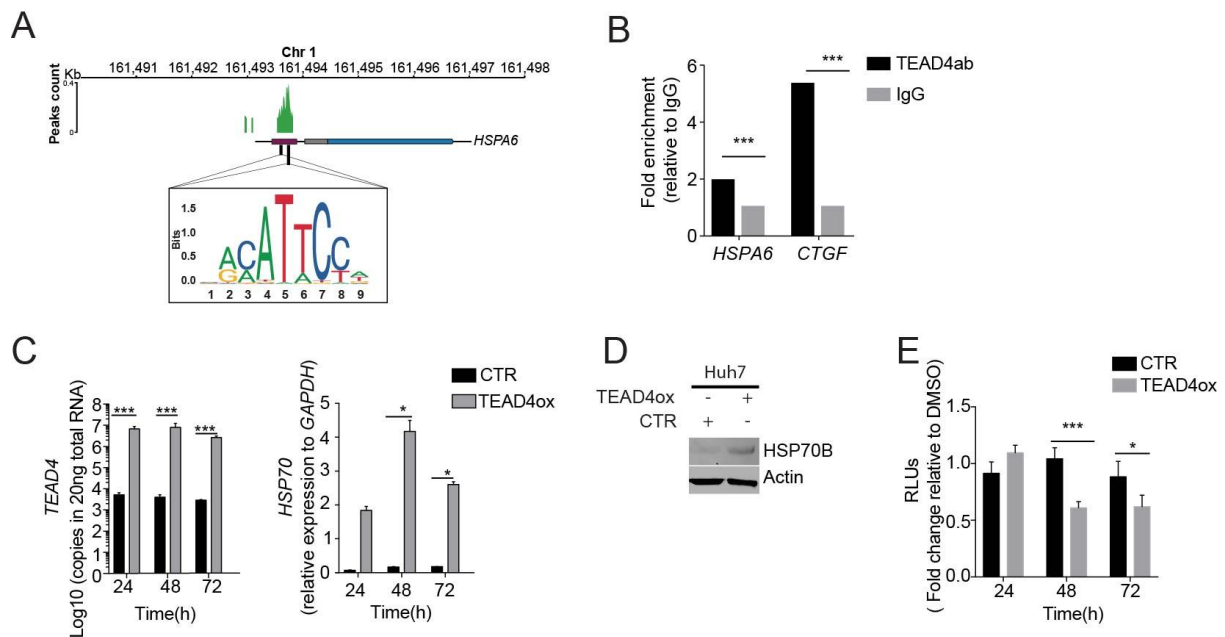 A
Chr 1
Kb 161,491 161,492 161,493 161,494 161,495 161,496 161,497 161,498
Peaks count
0.4
0
HSPA6
Bits
1.5
1.0
0.5
0.0
GA AC A T AT C TC A
1 2 3 4 5 6 7 8 9
B
Fold enrichment
(relative to IgG)
6
4
2
0
***
***
TEAD4ab
IgG
HSPA6 CTGF
C
TEAD4
Log10 (copies in 20ng total RNA)
8
7
6
5
4
3
2
1
0
*** *** ***
24 48 72
Time(h)
HSP70
(relative expression to GAPDH)
5
4
3
2
1
0
*
*
24 48 72
Time(h)
CTR
TEAD4ox
D
Huh7
TEAD4ox - +
CTR + -
HSP70B
Actin
E
CTR
TEAD4ox
RLUs
( Fold change relative to DMSO)
1.5
1.0
0.5
0.0
***
*
24 48 72
Time(h)